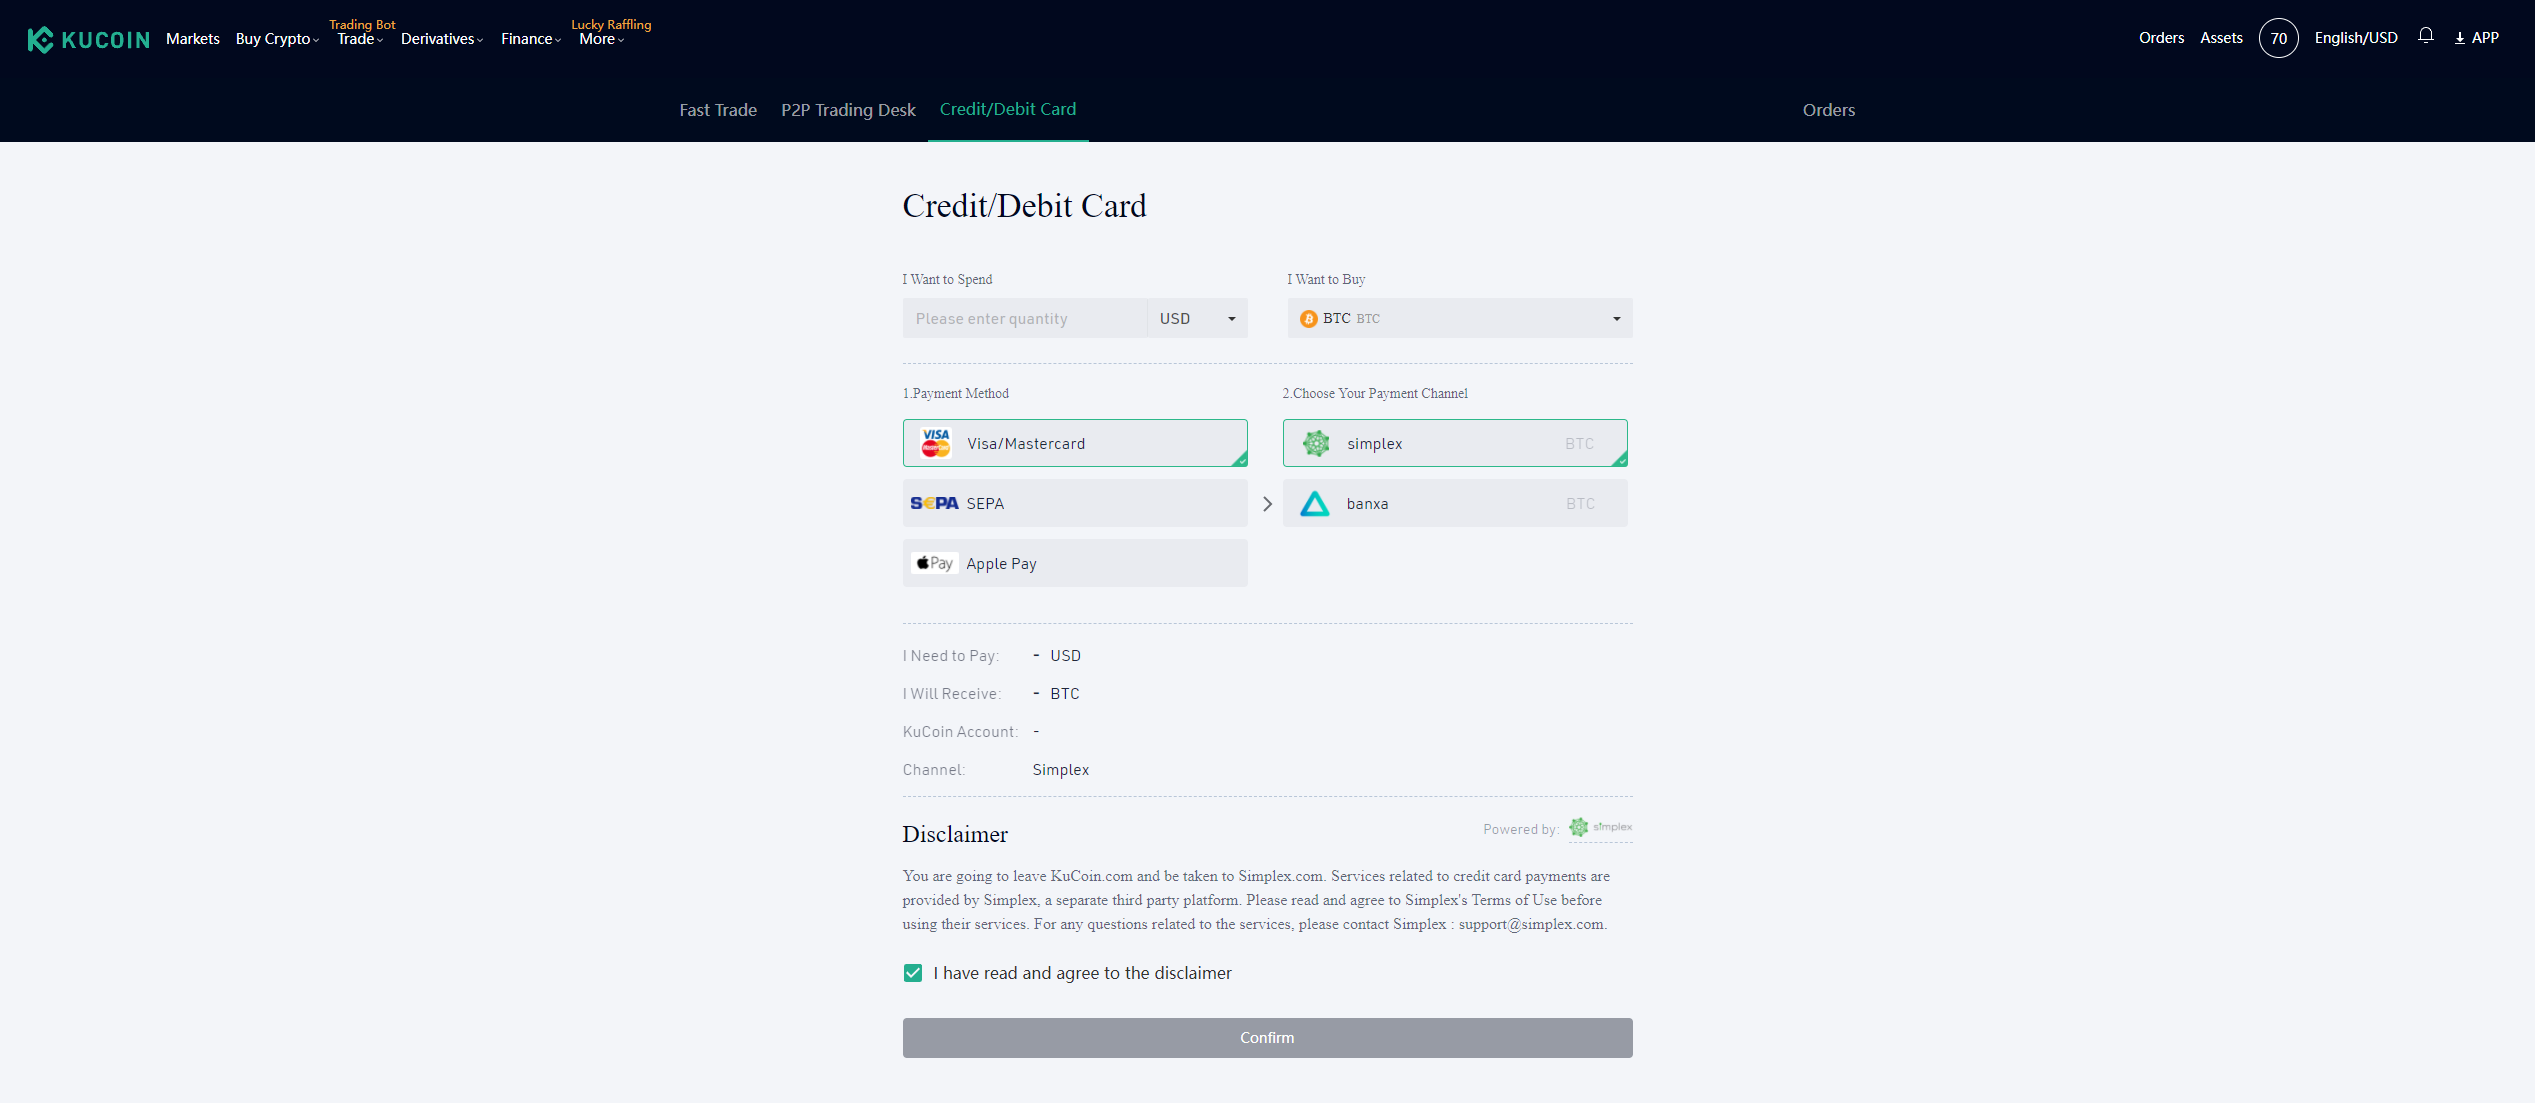 KUCOIN Markets Buy Crypto Trading Bot Trade Derivatives Finance Lucky Raffling More Orders Assets 70 English/USD APP
Fast Trade P2P Trading Desk Credit/Debit Card Orders
Credit/Debit Card
I Want to Spend I Want to Buy
Please enter quantity USD BTC BTC
1.Payment Method 2.Choose Your Payment Channel
VISA MasterCard Visa/Mastercard simplex BTC
S€PA SEPA banxa BTC
Pay Apple Pay
I Need to Pay: - USD
I Will Receive: - BTC
KuCoin Account: -
Channel: Simplex
Disclaimer Powered by: simplex
You are going to leave KuCoin.com and be taken to Simplex.com. Services related to credit card payments are
provided by Simplex, a separate third party platform. Please read and agree to Simplex's Terms of Use before
using their services. For any questions related to the services, please contact Simplex : support@simplex.com.
I have read and agree to the disclaimer
Confirm